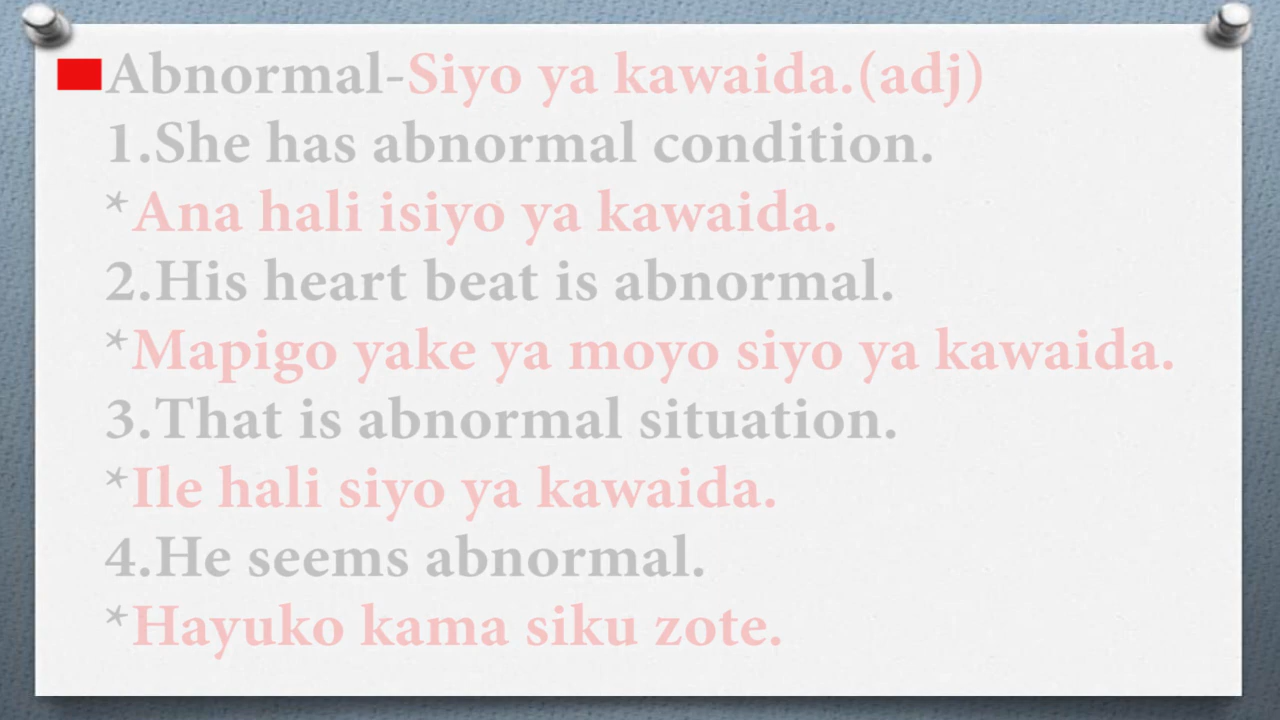 Abnormal-Siyo ya kawaida.(adj)
1.She has abnormal condition.
*Ana hali isiyo ya kawaida.
2.His heart beat is abnormal.
*Mapigo yake ya moyo siyo ya kawaida.
3.That is abnormal situation.
*Ile hali siyo ya kawaida.
4.He seems abnormal.
*Hayuko kama siku zote.